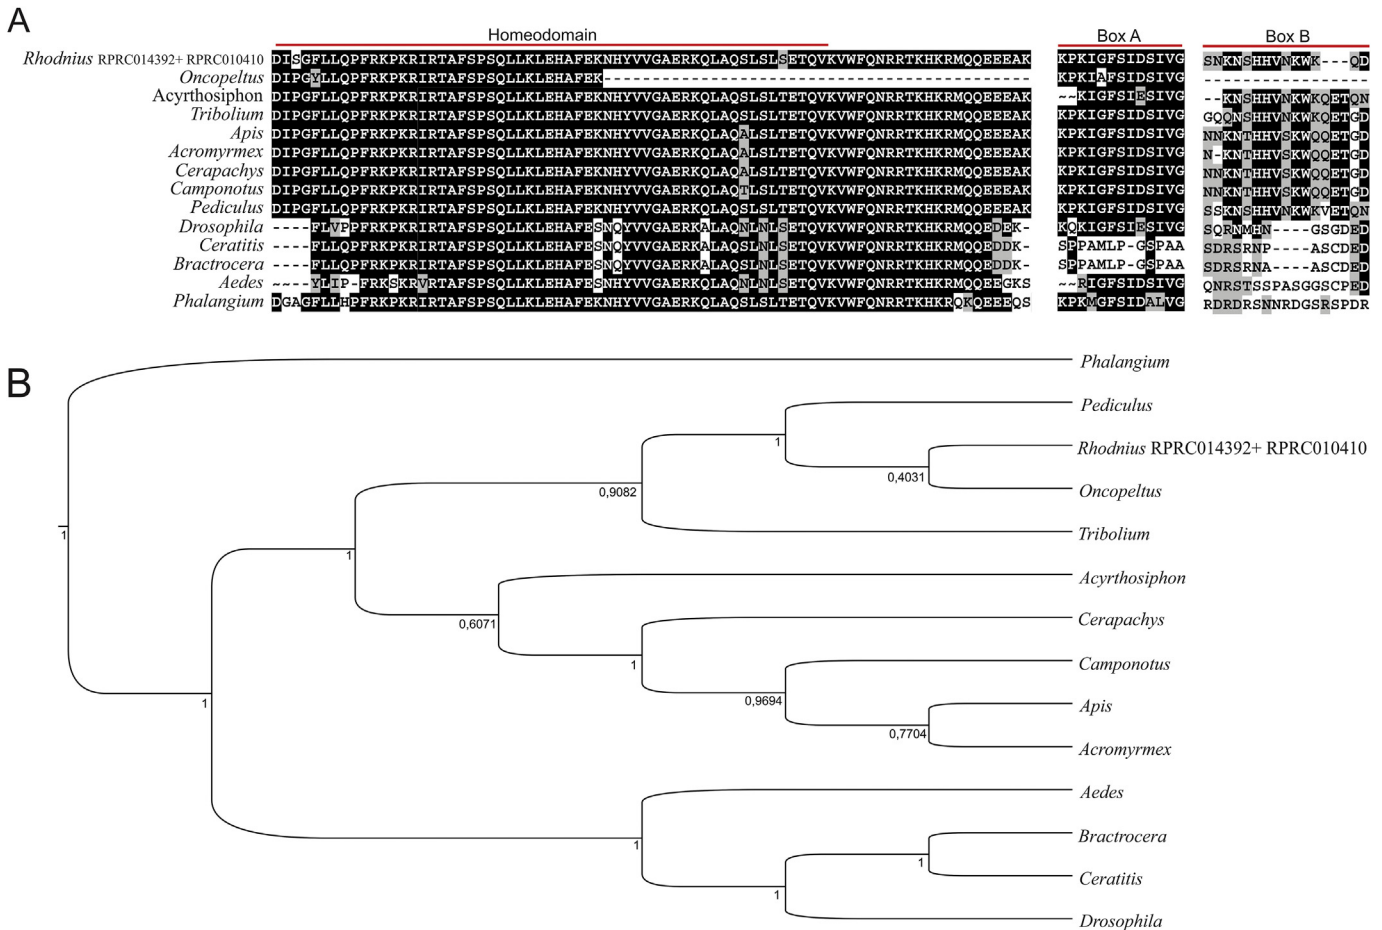 A
Homeodomain Box A Box B
Rhodnius RPRC014392+ RPRC010410 DISGFLLQPFRKPKRIRTAFSPSQLLKLEHAFEKNHYVVGAERKQLAQSLSLSETQVKVWFQNRRTKHKRMQQEEEAK KPKIGFSIDSIVG SNKNSHHVNKWK---QD
Oncopeltus DIPGYLLQPFRKPKRIRTAFSPSQLLKLEHAFEK-------------------------------------------- KPKIAFSIDSIVG -----------------
Acyrthosiphon DIPGFLLQPFRKPKRIRTAFSPSQLLKLEHAFEKNHYVVGAERKQLAQSLSLTETQVKVWFQNRRTKHKRMQQEEEAK ~~KIGFSIESIVG --KNSHHVNKWKQETQN
Tribolium DIPGFLLQPFRKPKRIRTAFSPSQLLKLEHAFEKNHYVVGAERKQLAQSLSLTETQVKVWFQNRRTKHKRMQQEEEAK KPKIGFSIDSIVG GQQNSHHVNKWKQETGD
Apis DIPGFLLQPFRKPKRIRTAFSPSQLLKLEHAFEKNHYVVGAERKQLAQALSLTETQVKVWFQNRRTKHKRMQQEEEAK KPKIGFSIDSIVG NNKNTHHVSKWQQETGD
Acromyrmex DIPGFLLQPFRKPKRIRTAFSPSQLLKLEHAFEKNHYVVGAERKQLAQALSLTETQVKVWFQNRRTKHKRMQQEEEAK KPKIGFSIDSIVG N-KNTHHVSKWQQETGD
Cerapachys DIPGFLLQPFRKPKRIRTAFSPSQLLKLEHAFEKNHYVVGAERKQLAQALSLTETQVKVWFQNRRTKHKRMQQEEEAK KPKIGFSIDSIVG NNKNTHHVSKWQQETGD
Camponotus DIPGFLLQPFRKPKRIRTAFSPSQLLKLEHAFEKNHYVVGAERKQLAQTLSLTETQVKVWFQNRRTKHKRMQQEEEAK KPKIGFSIDSIVG NNKNTHHVSKWQQETGD
Pediculus DIPGFLLQPFRKPKRIRTAFSPSQLLKLEHAFEKNHYVVGAERKQLAQSLSLTETQVKVWFQNRRTKHKRMQQEEEAK KPKIGFSIDSIVG SSKNSHHVNKWKVETQN
Drosophila ----FLVPPFRKPKRIRTAFSPSQLLKLEHAFESNQYVVGAERKALAQNLNLSETQVKVWFQNRRTKHKRMQQEDEK- KQKIGFSIESIVG SQRNMHN----GSGDED
Ceratitis ----FLLQPFRKPKRIRTAFSPSQLLKLEHAFESNQYVVGAERKALAQSLNLSETQVKVWFQNRRTKHKRMQQEDDK- SPPAMLP-GSPAA SDRSRNP----ASCDED
Bractrocera ----FLLQPFRKPKRIRTAFSPSQLLKLEHAFESNQYVVGAERKALAQSLNLSETQVKVWFQNRRTKHKRMQQEDDK- SPPAMLP-GSPAA SDRSRNA----ASCDED
Aedes ~~~~YLIP-FRKSKRVRTAFSPSQLLKLEHAFESNHYVVGAERKQLAQNLNLSETQVKVWFQNRRTKHKRMQQEEGKS ~~RIGFSIDSIVG QNRSTSSPASGGSCPED
Phalangium DGAGFLLHPFRKPKRIRTAFSPSQLLKLEHAFEKNHYVVGAERKQLAQSLSLTETQVKVWFQNRRTKHKRQKQEEEQS KPKMGFSIDALVG RDRDRSNNRDGSRSPDR
B
Phalangium
Pediculus
1
Rhodnius RPRC014392+ RPRC010410
0,4031
Oncopeltus
0,9082
Tribolium
1
1
Acyrthosiphon
0,6071
Cerapachys
1
Camponotus
0,9694
1
Apis
0,7704
Acromyrmex
Aedes
1
Bractrocera
1
Ceratitis
1
Drosophila